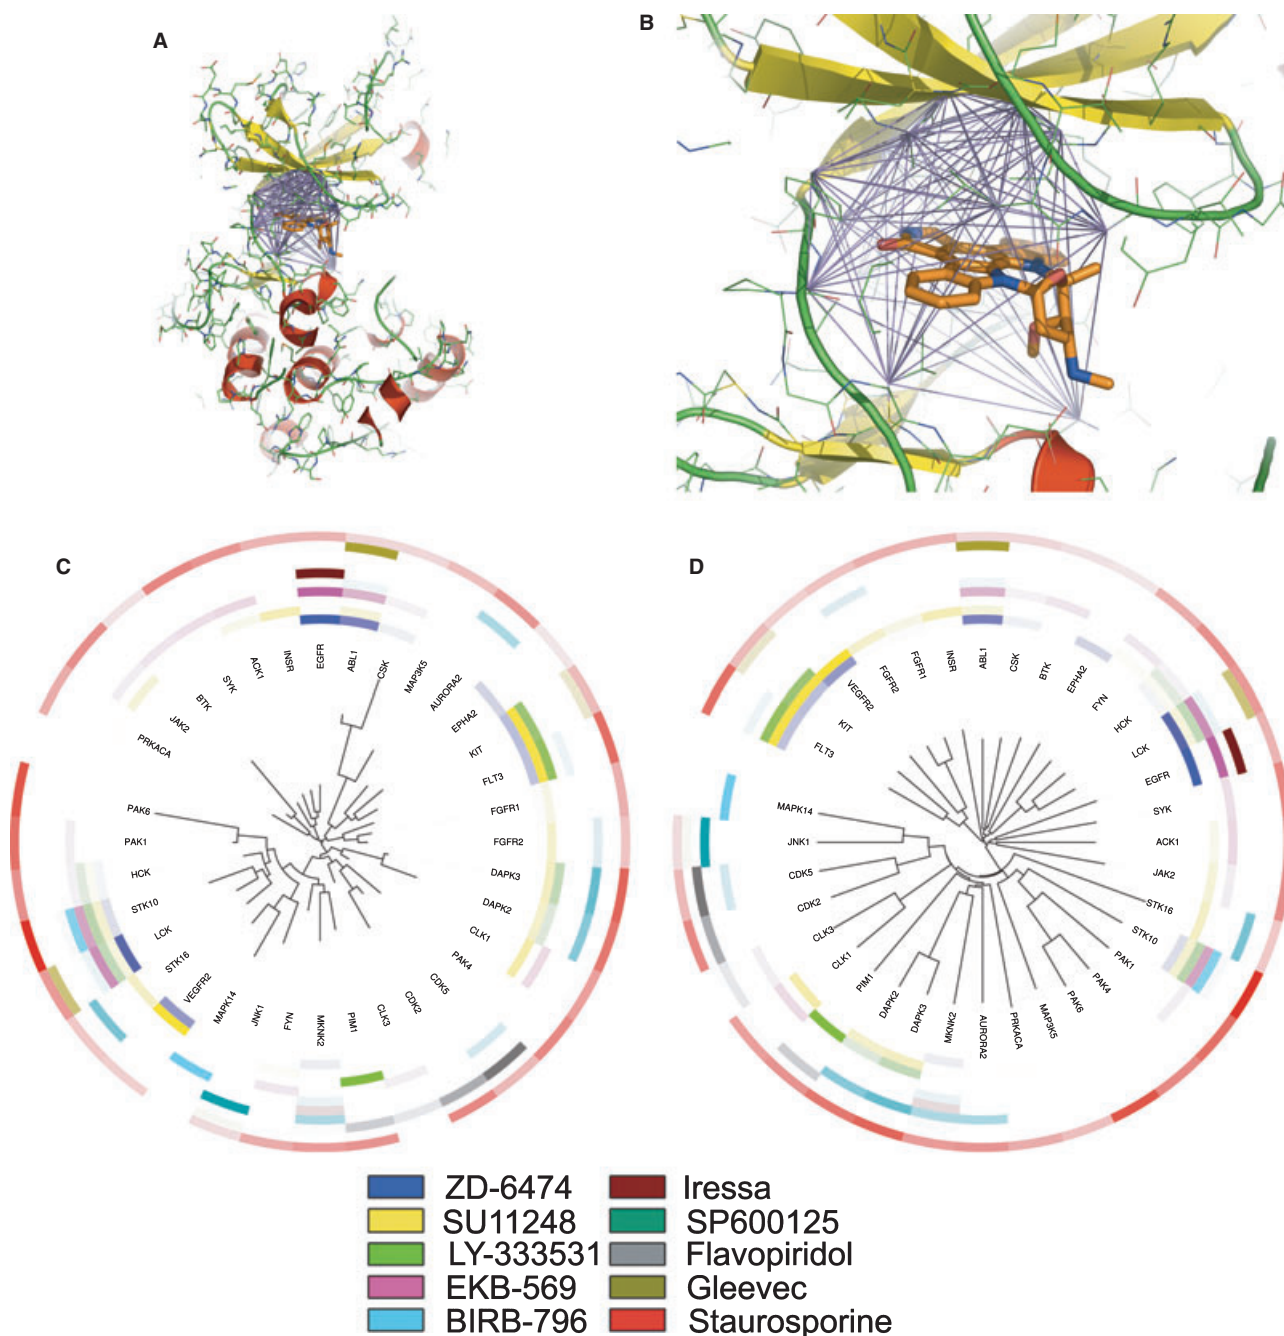 A
B
C
D
PRKACA
JAK2
BTK
SYK
ACK1
INSR
EGFR
ABL1
CSK
MAP3K5
AURORA2
EPHA2
KIT
FLT3
FGFR1
FGFR2
DAPK3
DAPK2
CLK1
PAK4
CDK5
CDK2
CLK3
PIM1
MKNK2
FYN
JNK1
MAPK14
VEGFR2
STK16
LCK
STK10
HCK
PAK1
PAK6
MAPK14
FLT3
KIT
VEGFR2
FGFR2
FGFR1
INSR
ABL1
CSK
BTK
EPHA2
FYN
HCK
LCK
EGFR
SYK
ACK1
JAK2
STK16
STK10
PAK1
PAK4
PAK6
MAP3K5
PRKACA
AURORA2
MKNK2
DAPK3
DAPK2
PIM1
CLK1
CLK3
CDK2
CDK5
JNK1
ZD-6474
SU11248
LY-333531
EKB-569
BIRB-796
Iressa
SP600125
Flavopiridol
Gleevec
Staurosporine